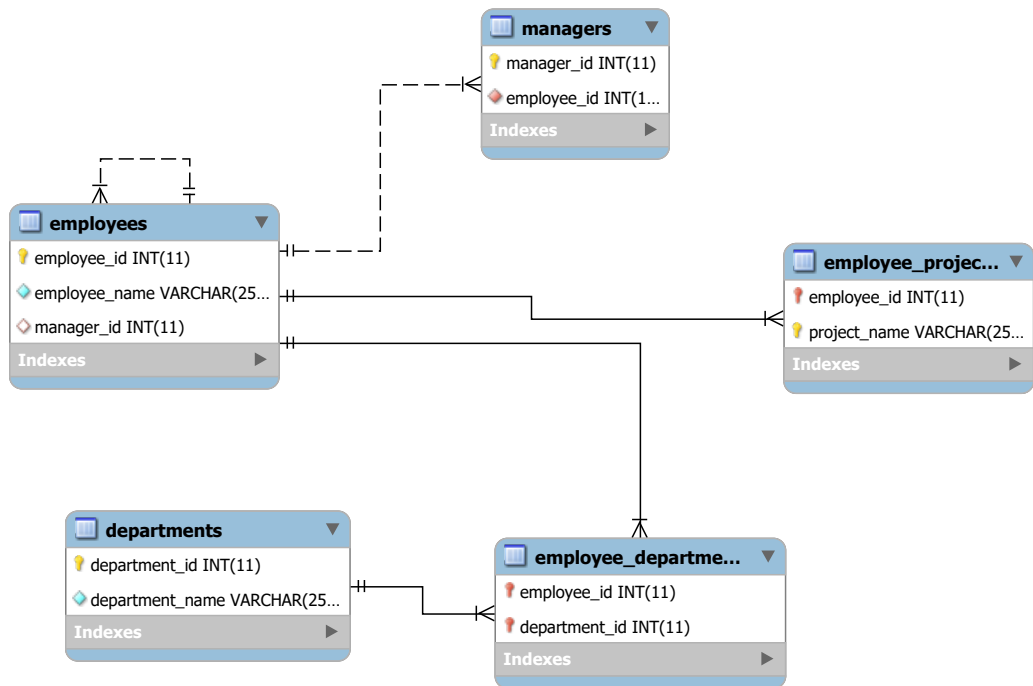 managers
manager_id INT(11)
employee_id INT(1...
Indexes
employees
employee_id INT(11)
employee_name VARCHAR(25...
manager_id INT(11)
Indexes
employee_projec...
employee_id INT(11)
project_name VARCHAR(25...
Indexes
departments
department_id INT(11)
department_name VARCHAR(25...
Indexes
employee_departme...
employee_id INT(11)
department_id INT(11)
Indexes